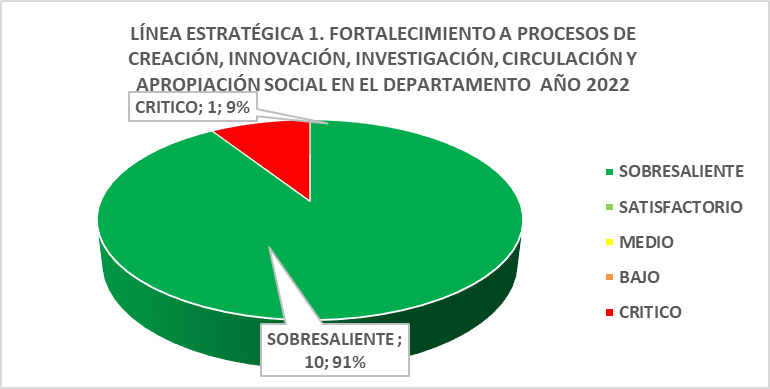 LÍNEA ESTRATÉGICA 1. FORTALECIMIENTO A PROCESOS DE
CREACIÓN, INNOVACIÓN, INVESTIGACIÓN, CIRCULACIÓN Y
APROPIACIÓN SOCIAL EN EL DEPARTAMENTO  AÑO 2022
CRITICO; 1; 9%
SOBRESALIENTE
SATISFACTORIO
MEDIO
BAJO
CRITICO
SOBRESALIENTE ;
10; 91%